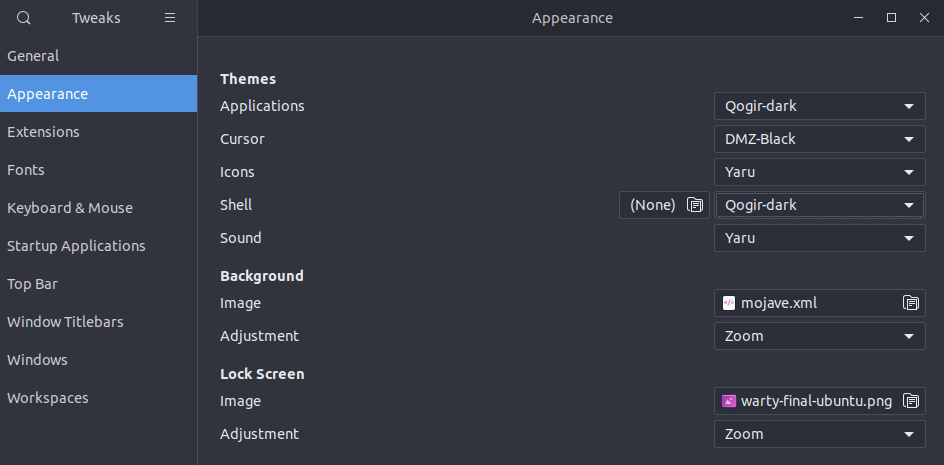 Tweaks
Appearance
General
Appearance
Extensions
Fonts
Keyboard & Mouse
Startup Applications
Top Bar
Window Titlebars
Windows
Workspaces
Themes
Applications Qogir-dark
Cursor DMZ-Black
Icons Yaru
Shell (None) Qogir-dark
Sound Yaru
Background
Image mojave.xml
Adjustment Zoom
Lock Screen
Image warty-final-ubuntu.png
Adjustment Zoom